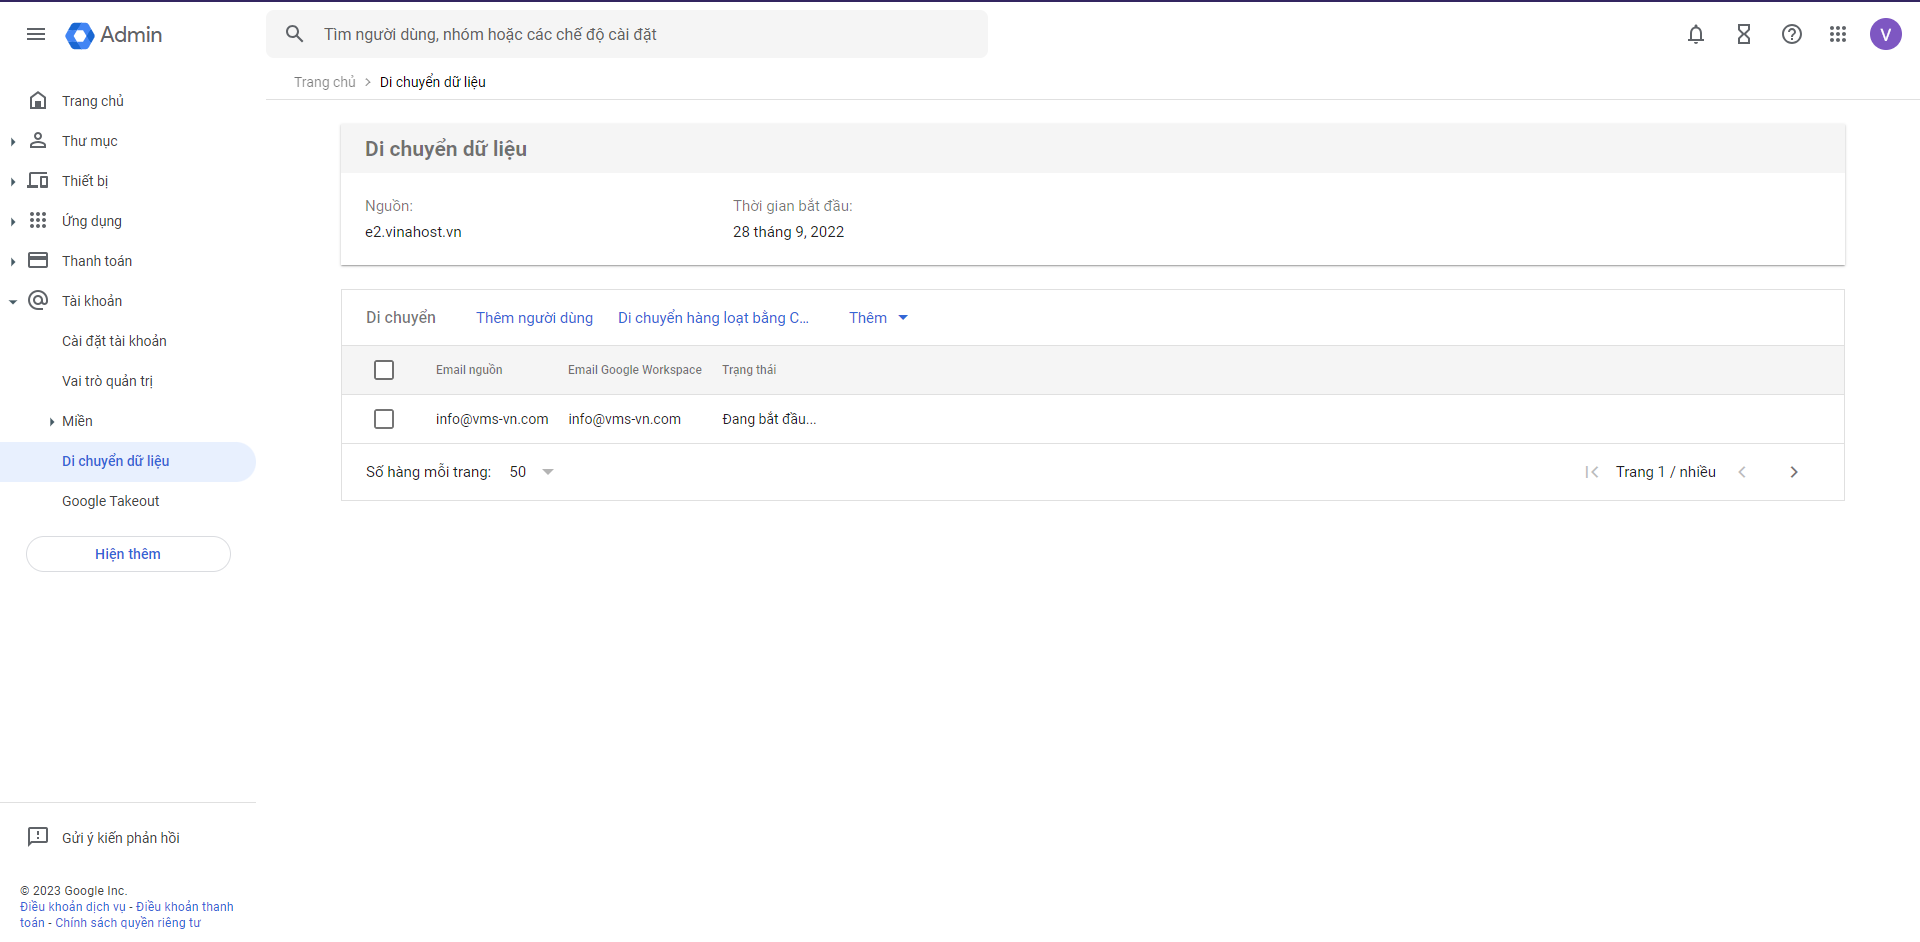 Admin
Tìm người dùng, nhóm hoặc các chế độ cài đặt
V
Trang chủ > Di chuyển dữ liệu
Trang chủ
Thư mục
Thiết bị
Ứng dụng
Thanh toán
Tài khoản
Cài đặt tài khoản
Vai trò quản trị
Miền
Di chuyển dữ liệu
Google Takeout
Hiện thêm
Gửi ý kiến phản hồi
© 2023 Google Inc.
Điều khoản dịch vụ - Điều khoản thanh
toán - Chính sách quyền riêng tư
Di chuyển dữ liệu
Nguồn: Thời gian bắt đầu:
e2.vinahost.vn 28 tháng 9, 2022
Di chuyển Thêm người dùng Di chuyển hàng loạt bằng C... Thêm
Email nguồn Email Google Workspace Trạng thái
info@vms-vn.com info@vms-vn.com Đang bắt đầu...
Số hàng mỗi trang: 50 Trang 1 / nhiều